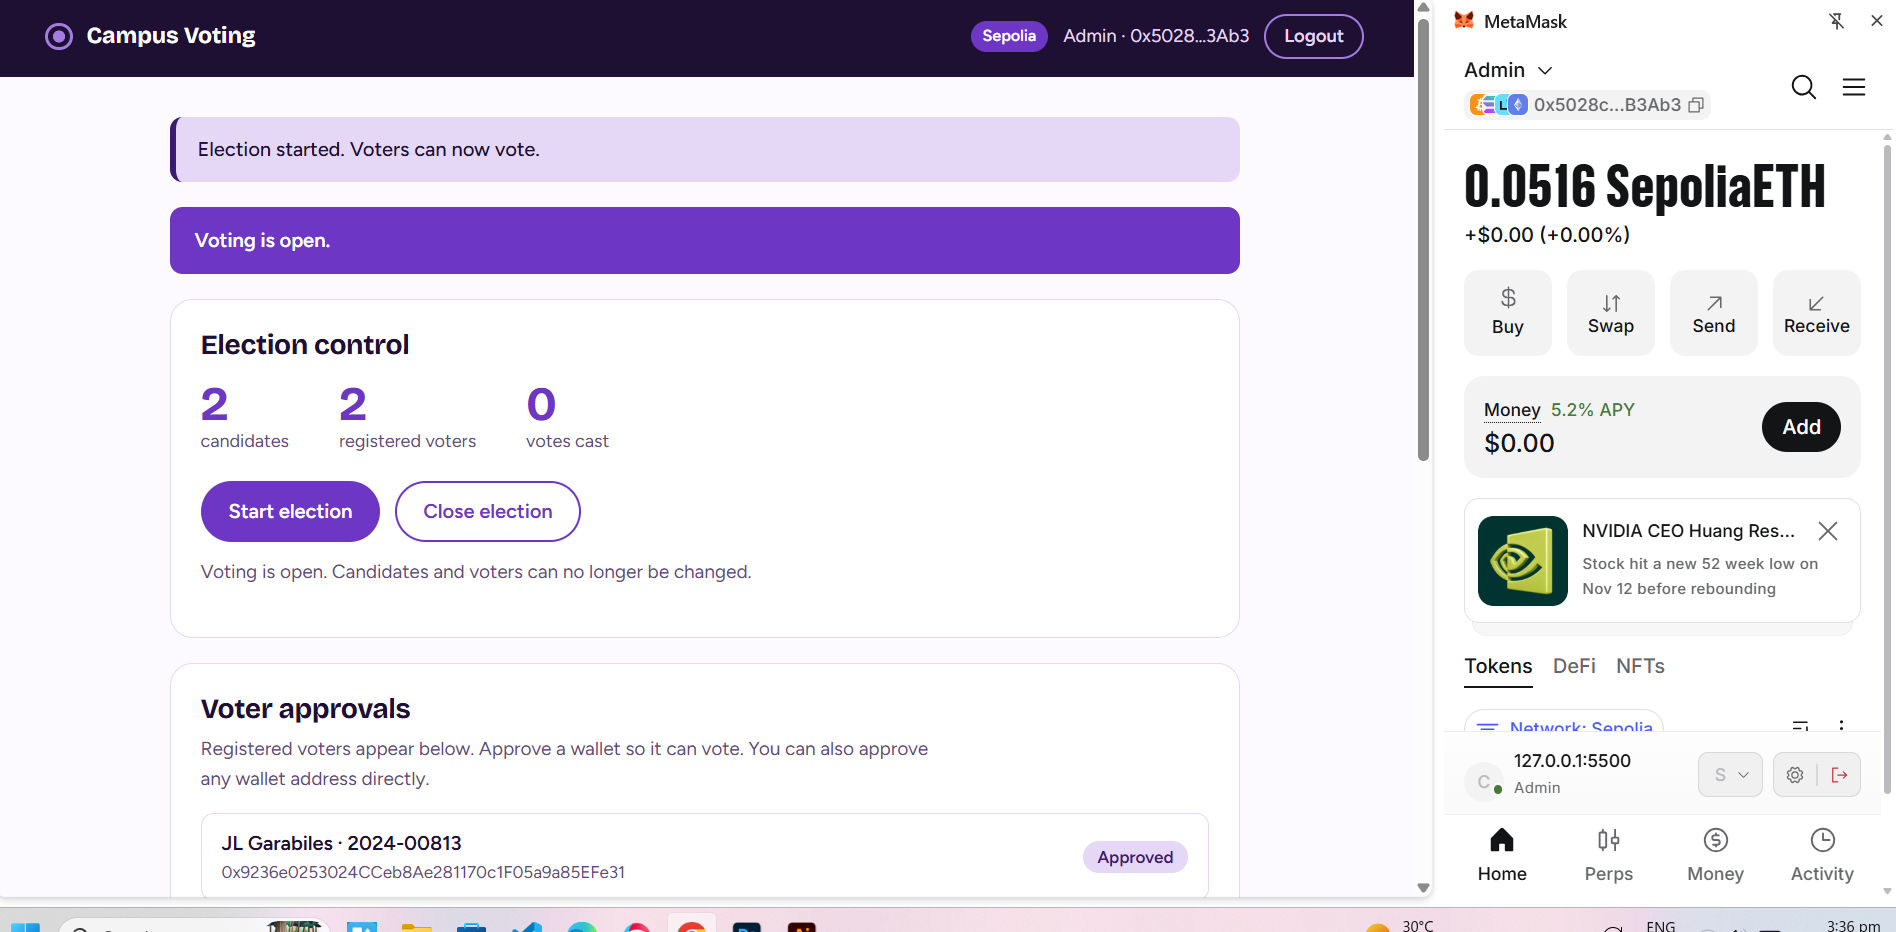 Campus Voting
Sepolia
Admin · 0x5028...3Ab3
Logout
Election started. Voters can now vote.
Voting is open.
Election control
2
candidates
2
registered voters
0
votes cast
Start election
Close election
Voting is open. Candidates and voters can no longer be changed.
Voter approvals
Registered voters appear below. Approve a wallet so it can vote. You can also approve
any wallet address directly.
JL Garabiles · 2024-00813
0x9236e0253024CCeb8Ae281170c1F05a9a85EFe31
Approved
MetaMask
Admin
0x5028c...B3Ab3
0.0516 SepoliaETH
+$0.00 (+0.00%)
Buy
Swap
Send
Receive
Money 5.2% APY
$0.00
Add
NVIDIA CEO Huang Res...
Stock hit a new 52 week low on
Nov 12 before rebounding
Tokens
DeFi
NFTs
Network: Sepolia
C
127.0.0.1:5500
Admin
S
Home
Perps
Money
Activity
30°C
ENG
3:36 pm